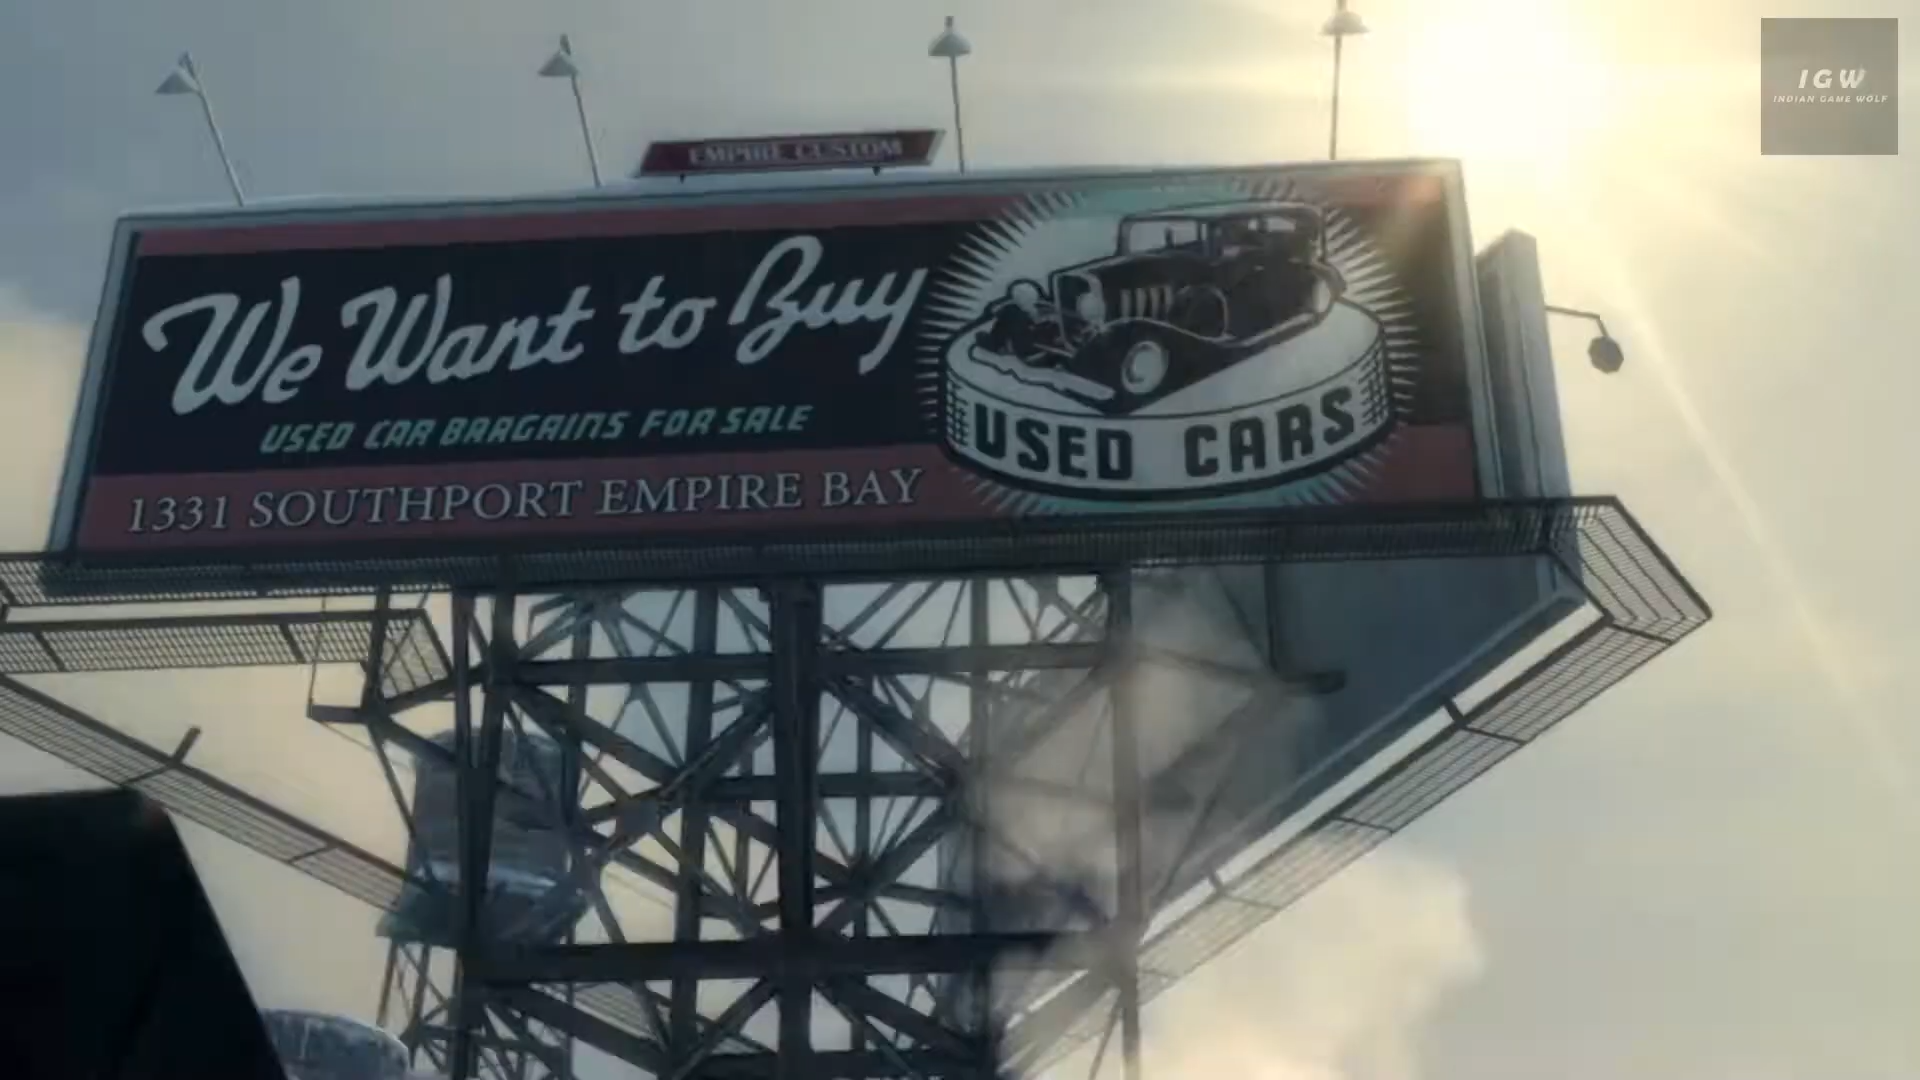 IGW
INDIAN GAME WOLF
EMPIRE CUSTOM
We Want to Buy
USED CAR BARGAINS FOR SALE
1331 SOUTHPORT EMPIRE BAY
USED CARS